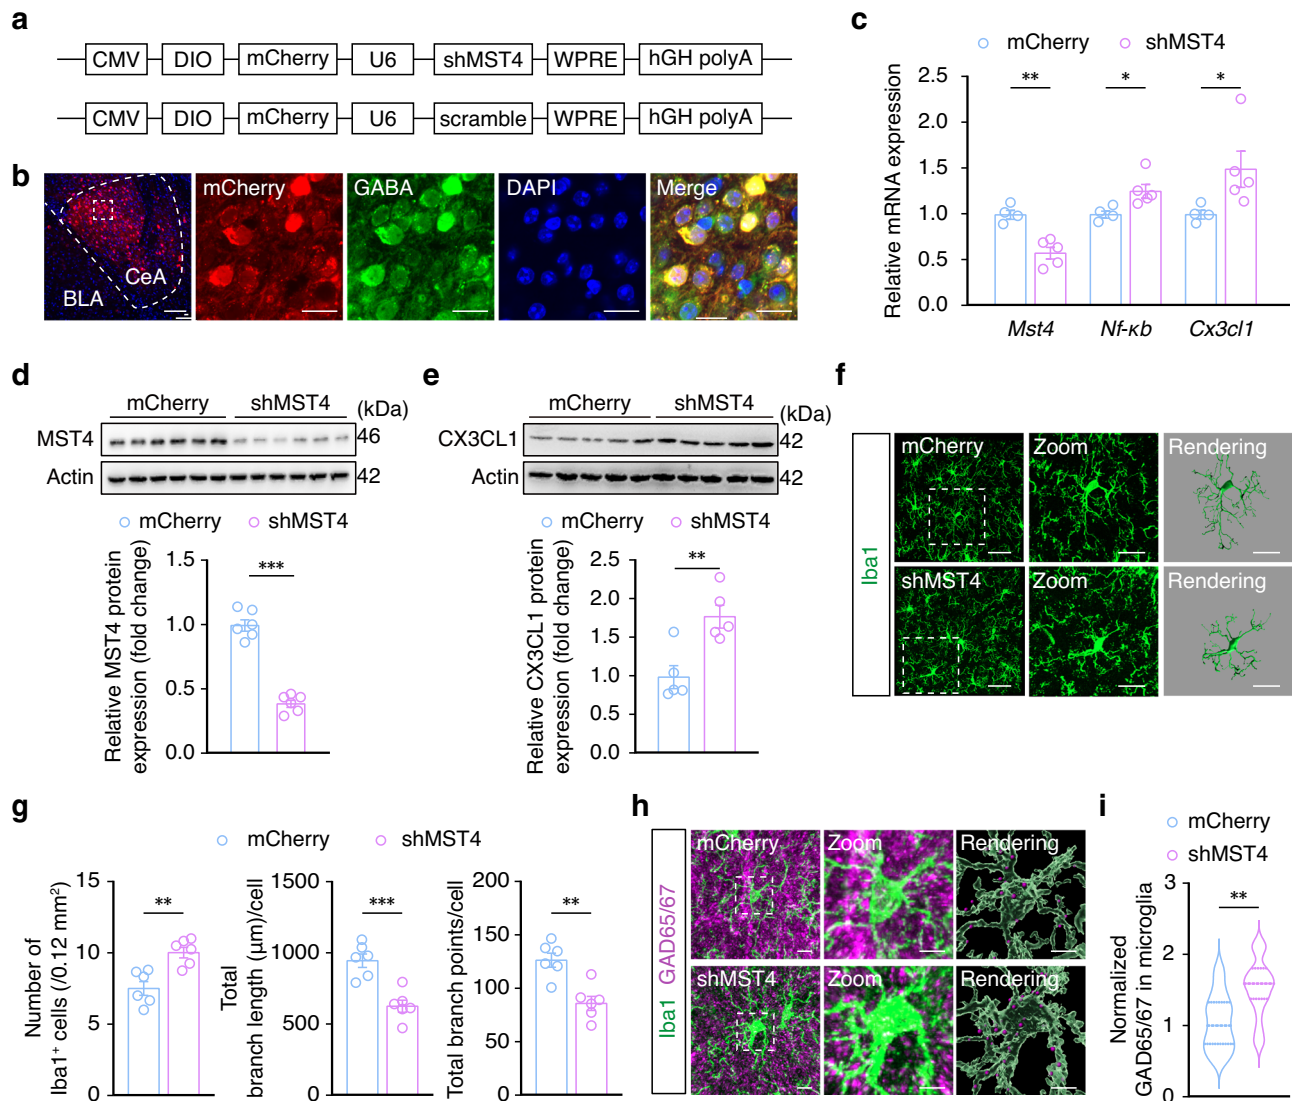 a
CMV DIO mCherry U6 shMST4 WPRE hGH polyA
CMV DIO mCherry U6 scramble WPRE hGH polyA
b
mCherry GABA DAPI Merge
CeA
BLA
c
mCherry shMST4
Relative mRNA expression
2.5
2.0
1.5
1.0
0.5
0.0
** * *
Mst4 Nf-κb Cx3cl1
d
mCherry shMST4 (kDa)
MST4 46
Actin 42
mCherry shMST4
Relative MST4 protein
expression (fold change)
1.5
1.0
0.5
0.0
***
e
mCherry shMST4 (kDa)
CX3CL1 42
Actin 42
mCherry shMST4
Relative CX3CL1 protein
expression (fold change)
2.5
2.0
1.5
1.0
0.5
0.0
**
f
Iba1
mCherry Zoom Rendering
shMST4 Zoom Rendering
g
mCherry shMST4
Number of
Iba1⁺ cells (/0.12 mm²)
15
10
5
0
**
Total
branch length (μm)/cell
1500
1000
500
0
***
Total branch points/cell
200
150
100
50
0
**
h
Iba1 GAD65/67
mCherry Zoom Rendering
shMST4 Zoom Rendering
i
mCherry
shMST4
Normalized
GAD65/67 in microglia
3
2
1
0
**